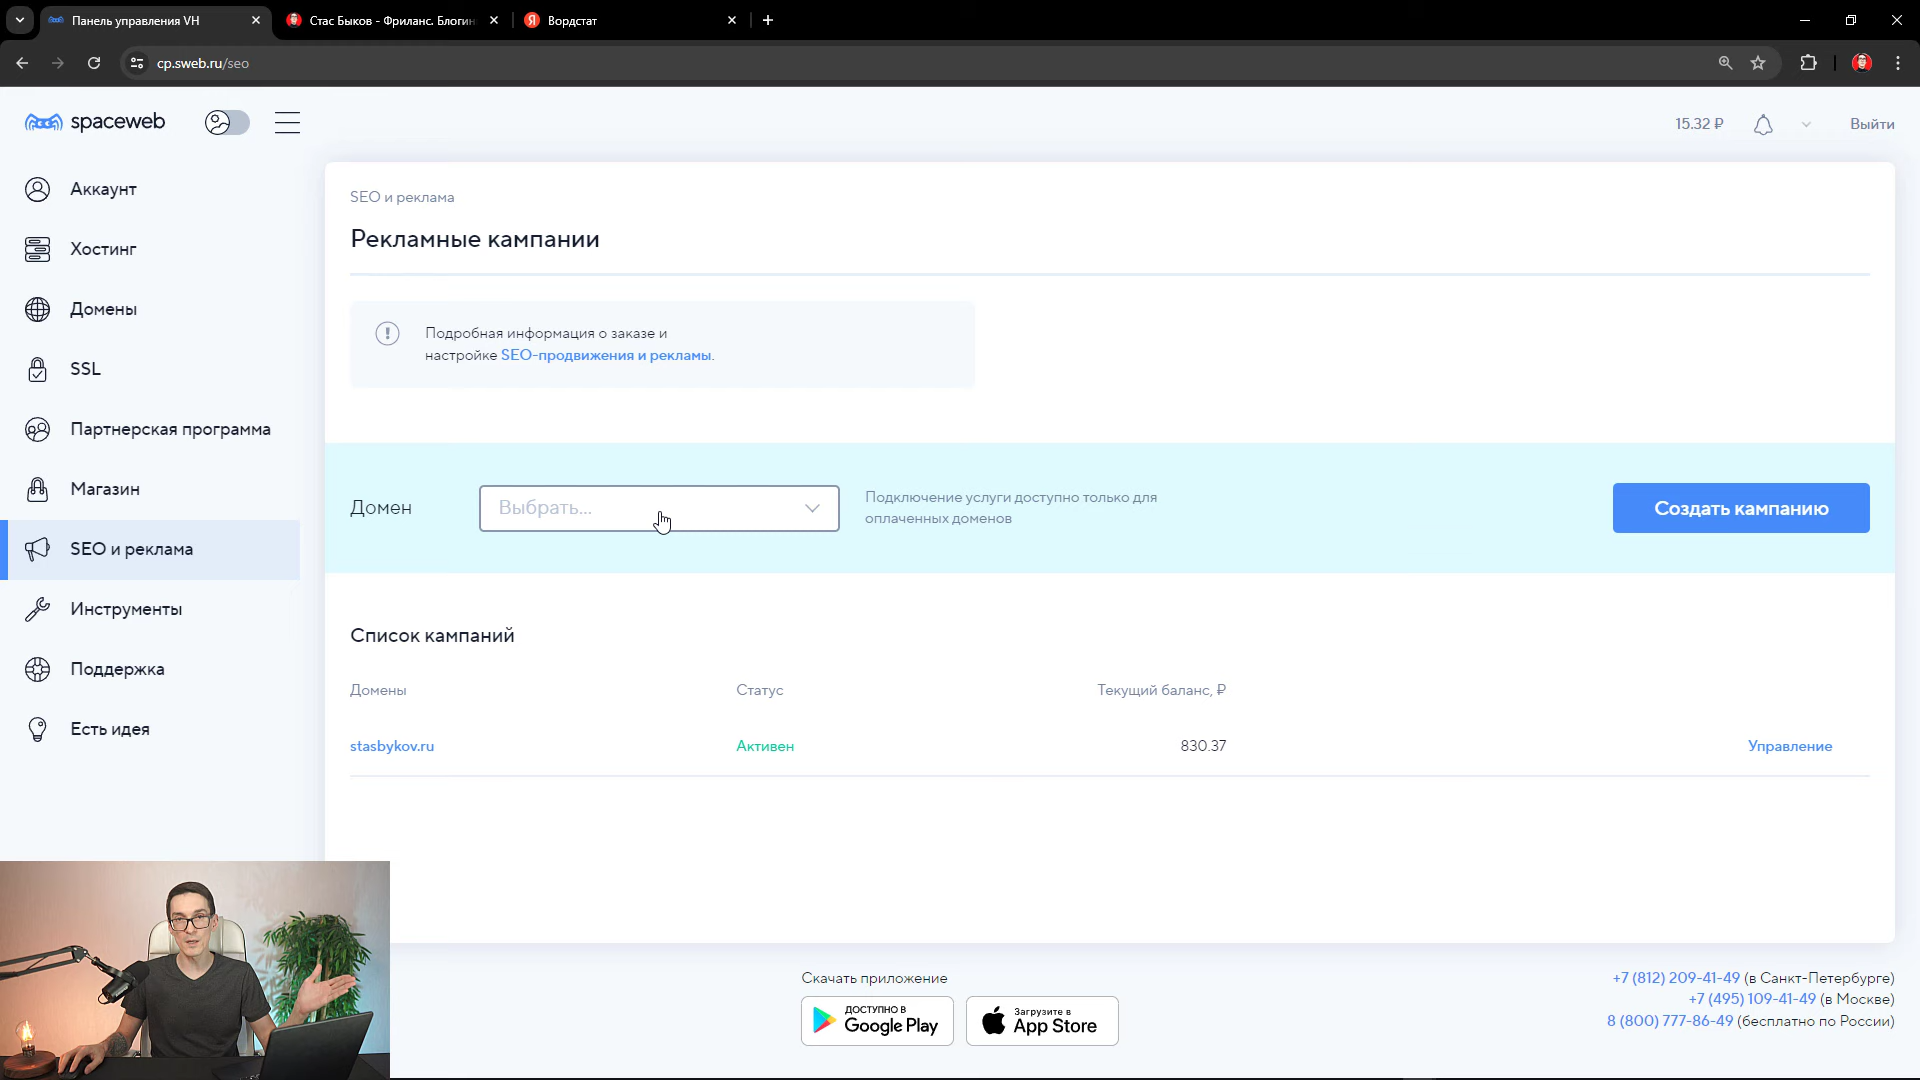 Панель управления VH
Стас Быков - Фриланс. Блогин
Вордстат
cp.sweb.ru/seo
spaceweb
15.32 ₽
Выйти
Аккаунт
Хостинг
Домены
SSL
Партнерская программа
Магазин
SEO и реклама
Инструменты
Поддержка
Есть идея
SEO и реклама
Рекламные кампании
Подробная информация о заказе и
настройке SEO-продвижения и рекламы.
Домен
Выбрать...
Подключение услуги доступно только для
оплаченных доменов
Создать кампанию
Список кампаний
Домены Статус Текущий баланс, ₽
stasbykov.ru Активен 830.37 Управление
Скачать приложение
ДОСТУПНО В
Google Play
Загрузите в
App Store
+7 (812) 209-41-49 (в Санкт-Петербурге)
+7 (495) 109-41-49 (в Москве)
8 (800) 777-86-49 (бесплатно по России)